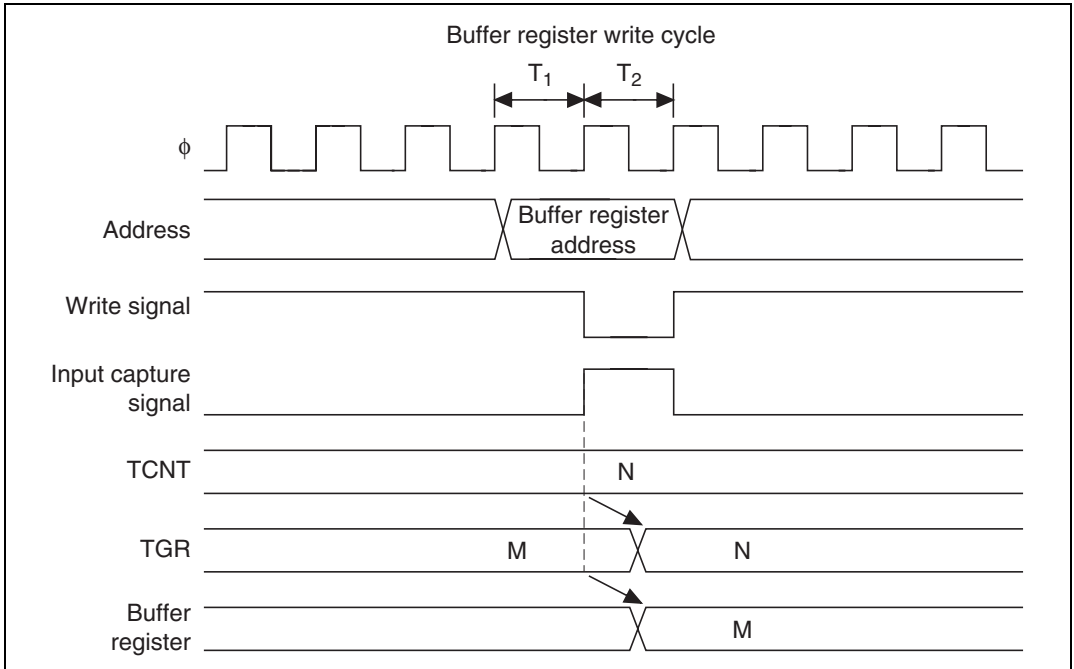 Buffer register write cycle
T1 T2
ϕ
Address
Buffer register
address
Write signal
Input capture
signal
TCNT
N
TGR
M N
Buffer
register
M